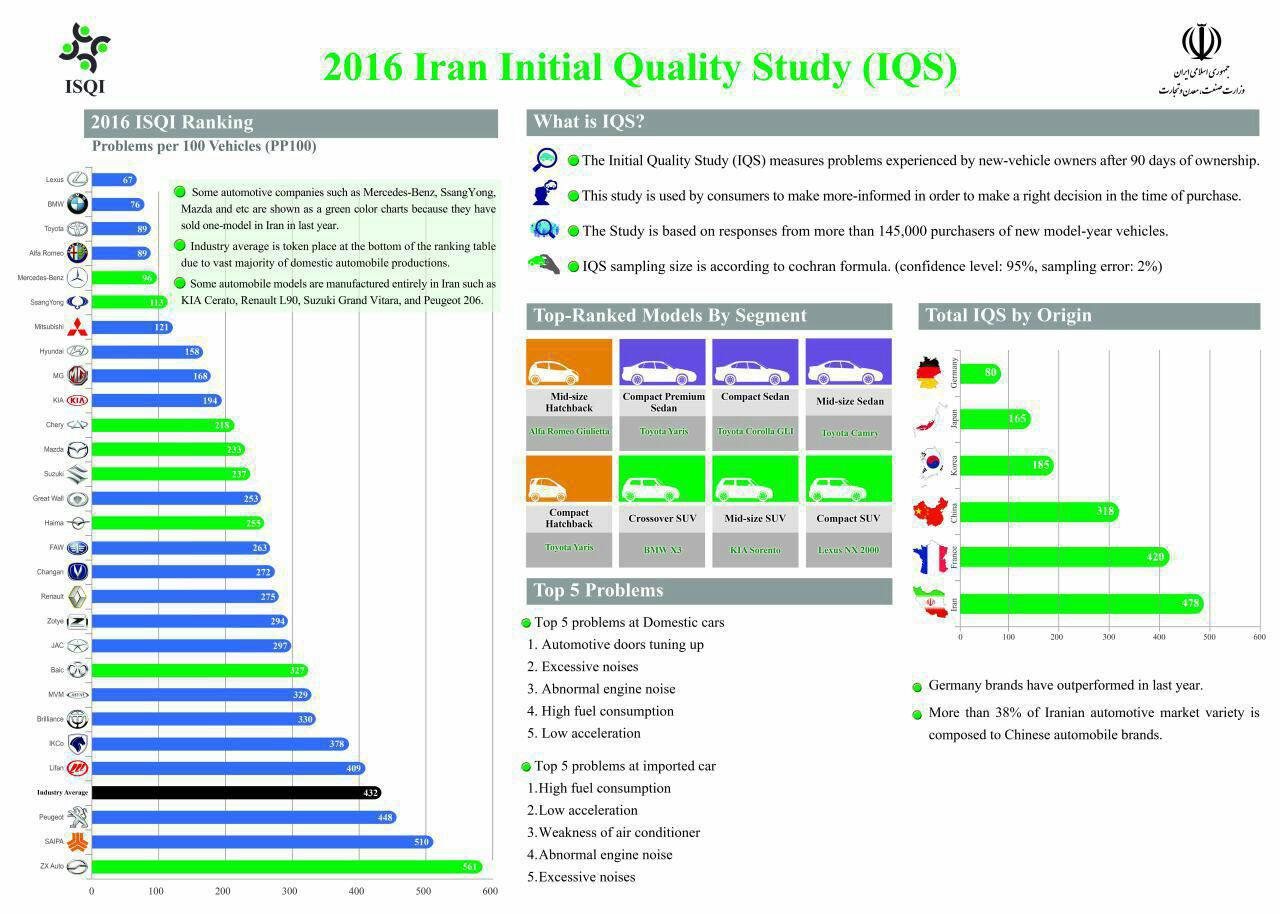 ISQI
2016 Iran Initial Quality Study (IQS)
جمهوری اسلامی ایران
وزارت صنعت، معدن و تجارت
2016 ISQI Ranking
Problems per 100 Vehicles (PP100)
Lexus 67
BMW 76
Toyota 89
Alfa Romeo 89
Mercedes-Benz 96
SsangYong 113
Mitsubishi 121
Hyundai 158
MG 168
KIA KIA 194
Chery 218
Mazda 233
Suzuki 237
Great Wall 253
Haima 255
FAW 263
Changan 272
Renault 275
Zotye 294
JAC 297
Baic 327
MVM 329
Brilliance 330
IKCo 378
Lifan 409
Industry Average 432
Peugeot 448
SAIPA 510
ZX Auto 561
0 100 200 300 400 500 600
Some automotive companies such as Mercedes-Benz, SsangYong,
Mazda and etc are shown as a green color charts because they have
sold one-model in Iran in last year.
Industry average is token place at the bottom of the ranking table
due to vast majority of domestic automobile productions.
Some automobile models are manufactured entirely in Iran such as
KIA Cerato, Renault L90, Suzuki Grand Vitara, and Peugeot 206.
What is IQS?
The Initial Quality Study (IQS) measures problems experienced by new-vehicle owners after 90 days of ownership.
This study is used by consumers to make more-informed in order to make a right decision in the time of purchase.
The Study is based on responses from more than 145,000 purchasers of new model-year vehicles.
IQS sampling size is according to cochran formula. (confidence level: 95%, sampling error: 2%)
Top-Ranked Models By Segment
Mid-size
Hatchback
Alfa Romeo Giulietta
Compact Premium
Sedan
Toyota Yaris
Compact Sedan
Toyota Corolla GLI
Mid-size Sedan
Toyota Camry
Compact
Hatchback
Toyota Yaris
Crossover SUV
BMW X3
Mid-size SUV
KIA Sorento
Compact SUV
Lexus NX 2000
Top 5 Problems
Top 5 problems at Domestic cars
1. Automotive doors tuning up
2. Excessive noises
3. Abnormal engine noise
4. High fuel consumption
5. Low acceleration
Top 5 problems at imported car
1.High fuel consumption
2.Low acceleration
3.Weakness of air conditioner
4.Abnormal engine noise
5.Excessive noises
Total IQS by Origin
Germany 80
Japan 165
Korea 185
China 318
France 420
Iran 478
0 100 200 300 400 500 600
Germany brands have outperformed in last year.
More than 38% of Iranian automotive market variety is
composed to Chinese automobile brands.